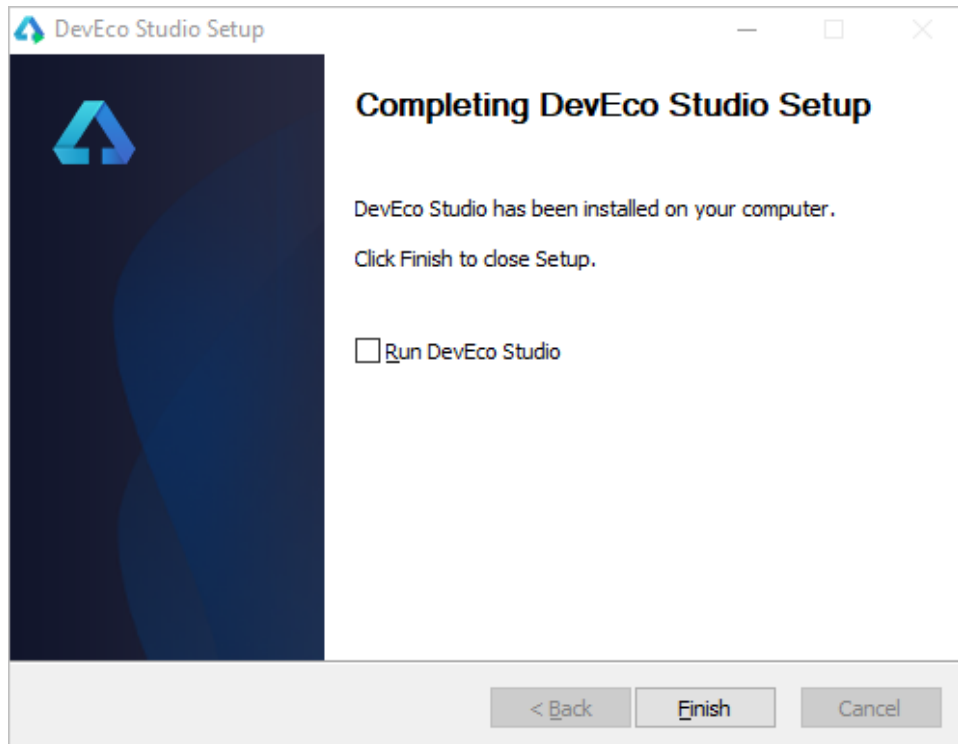 DevEco Studio Setup
Completing DevEco Studio Setup
DevEco Studio has been installed on your computer.
Click Finish to close Setup.
Run DevEco Studio
< Back
Finish
Cancel